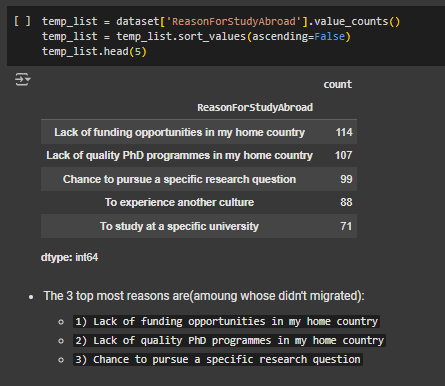 [ ] temp_list = dataset['ReasonForStudyAbroad'].value_counts()
temp_list = temp_list.sort_values(ascending=False)
temp_list.head(5)
count
ReasonForStudyAbroad
Lack of funding opportunities in my home country 114
Lack of quality PhD programmes in my home country 107
Chance to pursue a specific research question 99
To experience another culture 88
To study at a specific university 71
dtype: int64
• The 3 top most reasons are(amoung whose didn't migrated):
◦ 1) Lack of funding opportunities in my home country
◦ 2) Lack of quality PhD programmes in my home country
◦ 3) Chance to pursue a specific research question